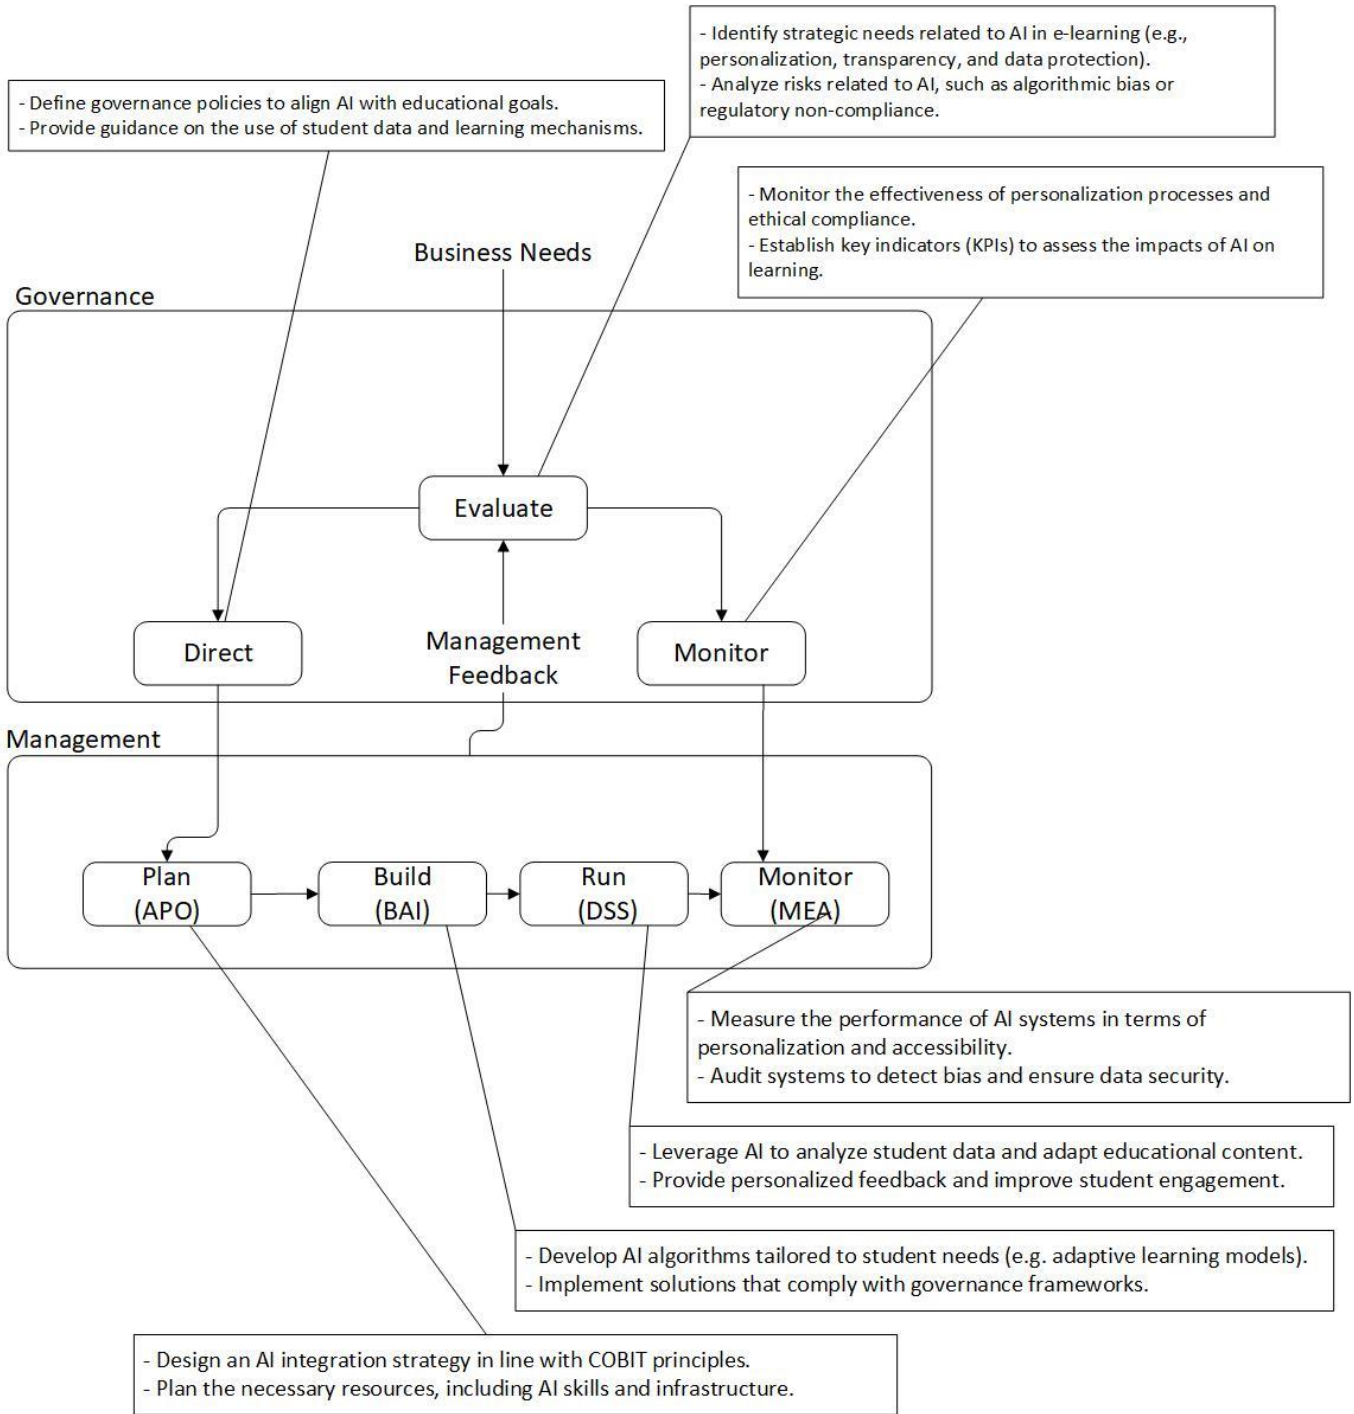 - Identify strategic needs related to AI in e-learning (e.g.,
personalization, transparency, and data protection).
- Analyze risks related to AI, such as algorithmic bias or
regulatory non-compliance.
- Define governance policies to align AI with educational goals.
- Provide guidance on the use of student data and learning mechanisms.
- Monitor the effectiveness of personalization processes and
ethical compliance.
- Establish key indicators (KPIs) to assess the impacts of AI on
learning.
Business Needs
Governance
Evaluate
Direct
Management
Feedback
Monitor
Management
Plan
(APO)
Build
(BAI)
Run
(DSS)
Monitor
(MEA)
- Measure the performance of AI systems in terms of
personalization and accessibility.
- Audit systems to detect bias and ensure data security.
- Leverage AI to analyze student data and adapt educational content.
- Provide personalized feedback and improve student engagement.
- Develop AI algorithms tailored to student needs (e.g. adaptive learning models).
- Implement solutions that comply with governance frameworks.
- Design an AI integration strategy in line with COBIT principles.
- Plan the necessary resources, including AI skills and infrastructure.